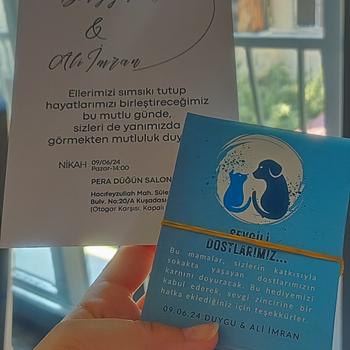 &
Ali İmran
Ellerimizi sımsıkı tutup
hayatlarımızı birleştireceğimiz
bu mutlu günde,
sizleri de yanımızda
görmekten mutluluk
NİKAH 09/06/24
Pazar-14:00
PERA DÜĞÜN SALON
Hacıfeyzullah Mah. Süle
Bulv. No:20/A Kuşadası
(Otogar Karşısı, Kapalı
SEVGİLİ
DOSTLARIMIZ...
Bu mamalar, sizlerin katkısıyla
sokakta yaşayan dostlarımızın
karnını doyuracak. Bu hediyemizi
kabul ederek, sevgi zincirine bir
halka eklediğiniz için teşekkürler.
09.06.24 DUYGU & ALİ İMRAN